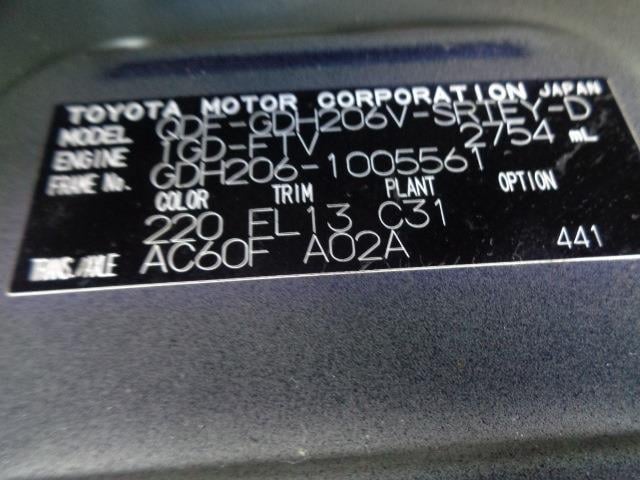 TOYOTA MOTOR CORPORATION JAPAN
MODEL QDF-GDH206V-SRTEY-D
ENGINE 1GD-FTV 2754 mL
FRAME No. GDH206-1005561
COLOR TRIM PLANT OPTION
220 FL13 C31
TRANS./AXLE AC60F A02A 441